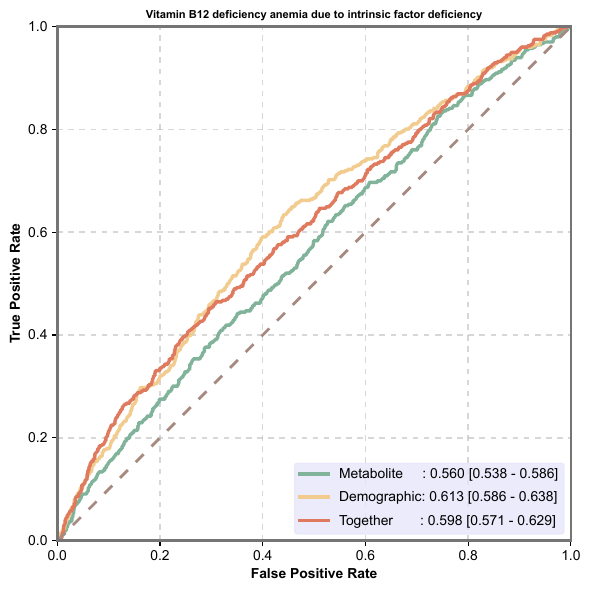 Vitamin B12 deficiency anemia due to intrinsic factor deficiency
1.0
0.8
0.6
0.4
0.2
0.0
True Positive Rate
Metabolite : 0.560 [0.538 - 0.586]
Demographic: 0.613 [0.586 - 0.638]
Together : 0.598 [0.571 - 0.629]
0.0 0.2 0.4 0.6 0.8 1.0
False Positive Rate